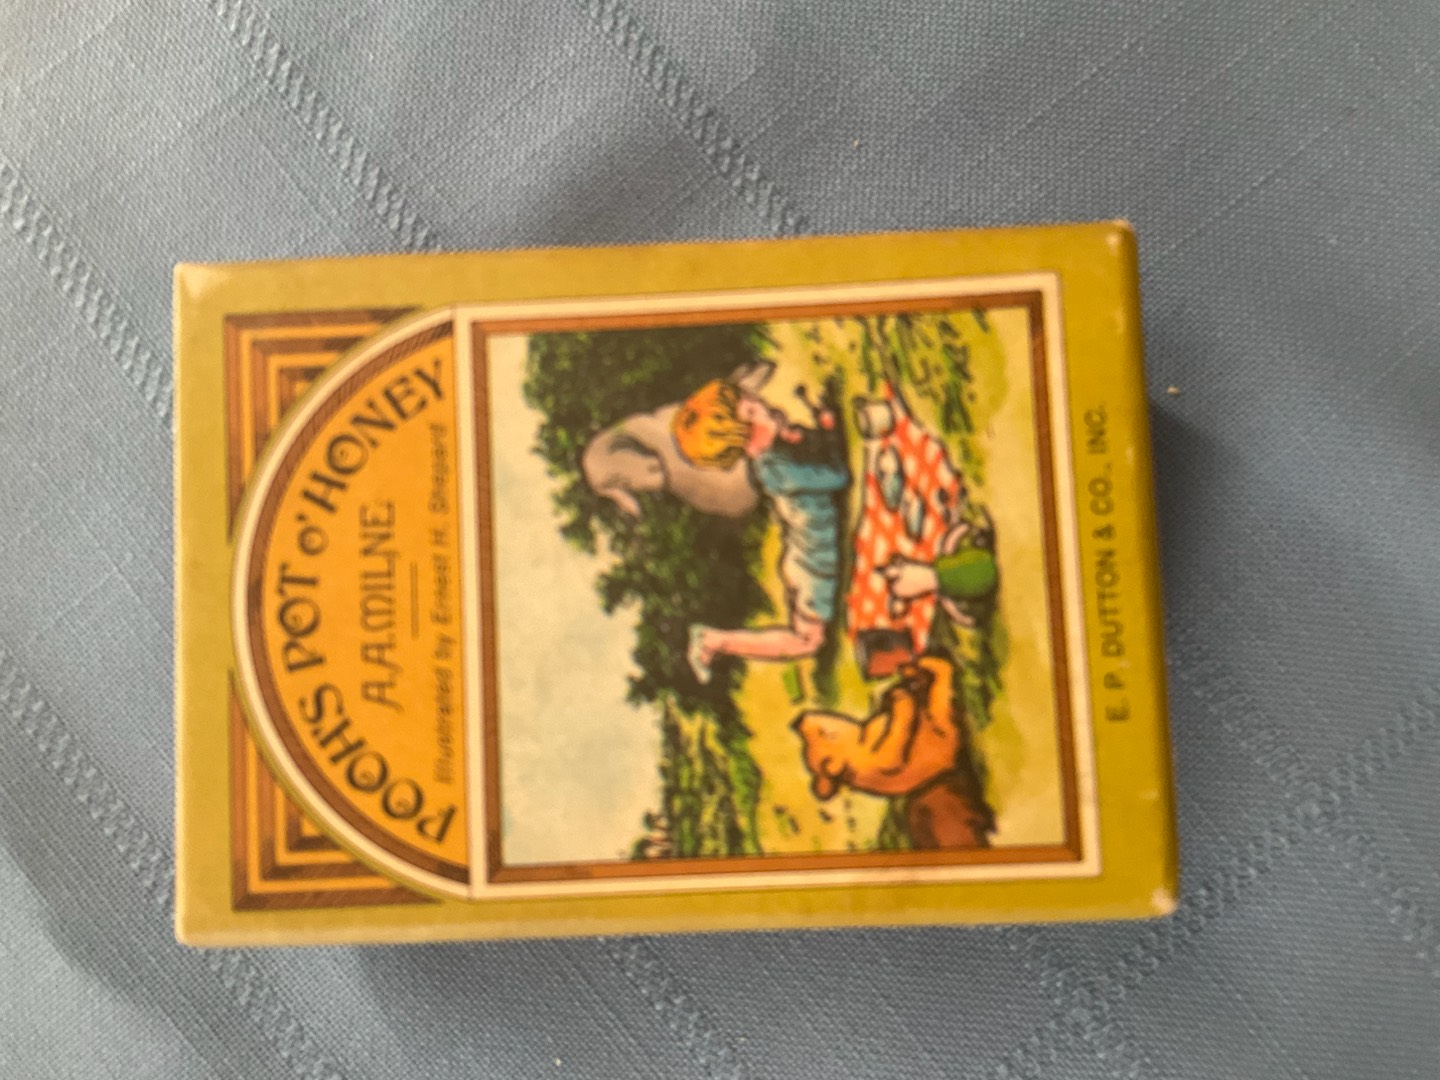 POOH'S POT O' HONEY
A.A.MILNE
Illustrated by Ernest H. Shepard
E. P. DUTTON & CO., INC.